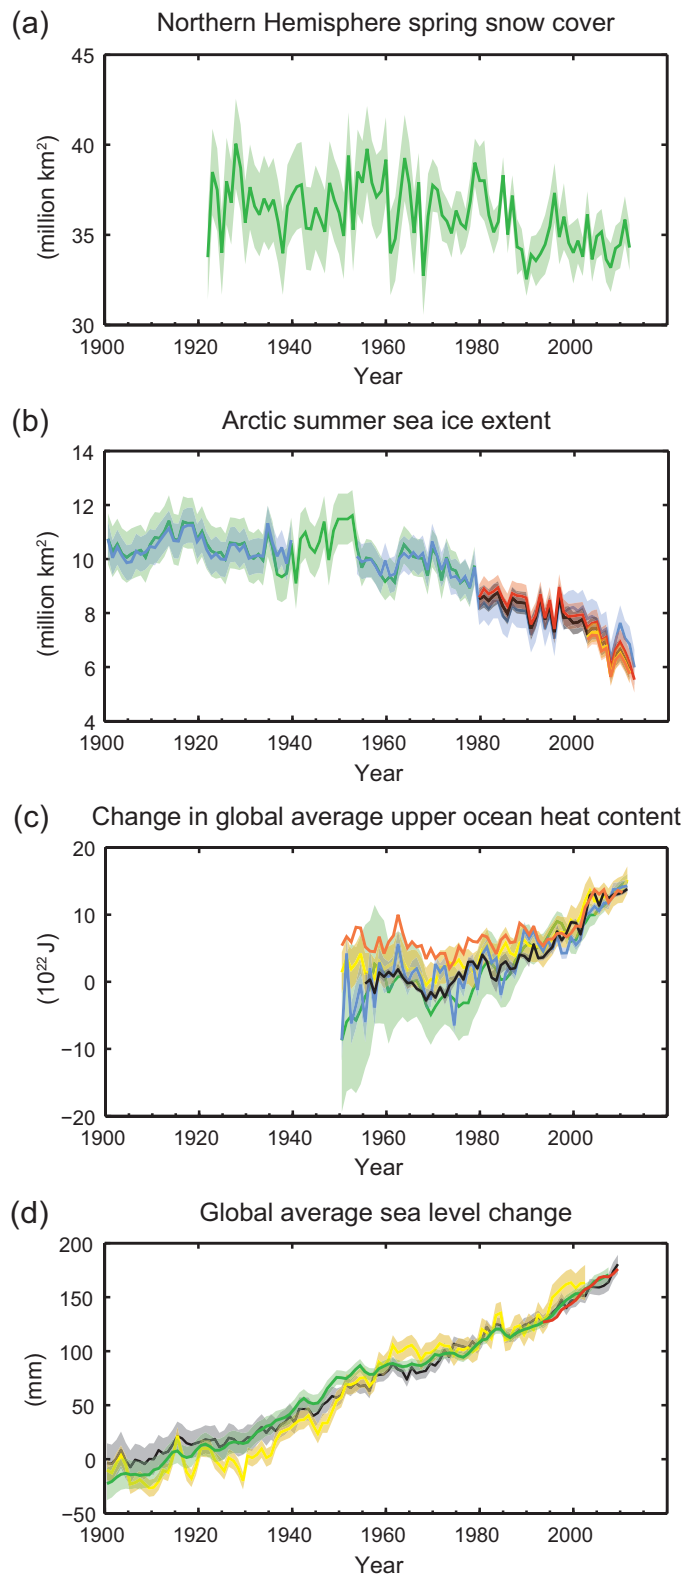 (a) Northern Hemisphere spring snow cover
45
40
35
30
(million km²)
1900 1920 1940 1960 1980 2000
Year
(b) Arctic summer sea ice extent
14
12
10
8
6
4
(million km²)
1900 1920 1940 1960 1980 2000
Year
(c) Change in global average upper ocean heat content
20
10
0
−10
−20
(10²² J)
1900 1920 1940 1960 1980 2000
Year
(d) Global average sea level change
200
150
100
50
0
−50
(mm)
1900 1920 1940 1960 1980 2000
Year